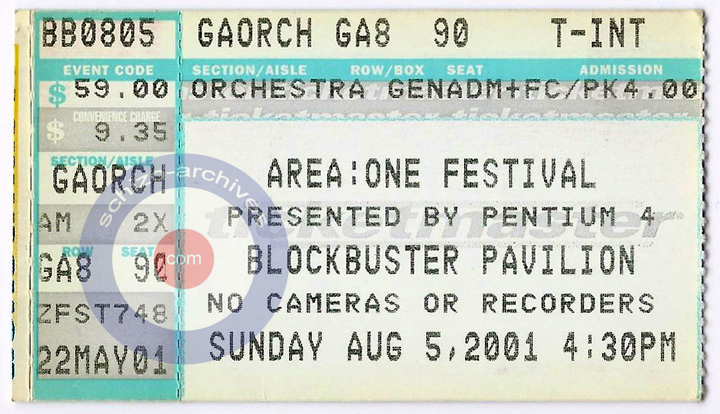 BB0805 GAORCH GA8 90 T-INT
EVENT CODE SECTION/AISLE ROW/BOX SEAT ADMISSION
$ 59.00 ORCHESTRA GENADM+FC/PK4.00
CONVENIENCE CHARGE
$ 9.35
SECTION/AISLE
GAORCH AREA:ONE FESTIVAL
AM 2X PRESENTED BY PENTIUM 4
ROW SEAT
GA8 90 BLOCKBUSTER PAVILION
ZFST748 NO CAMERAS OR RECORDERS
22MAY01 SUNDAY AUG 5,2001 4:30PM
ticketmaster
.com